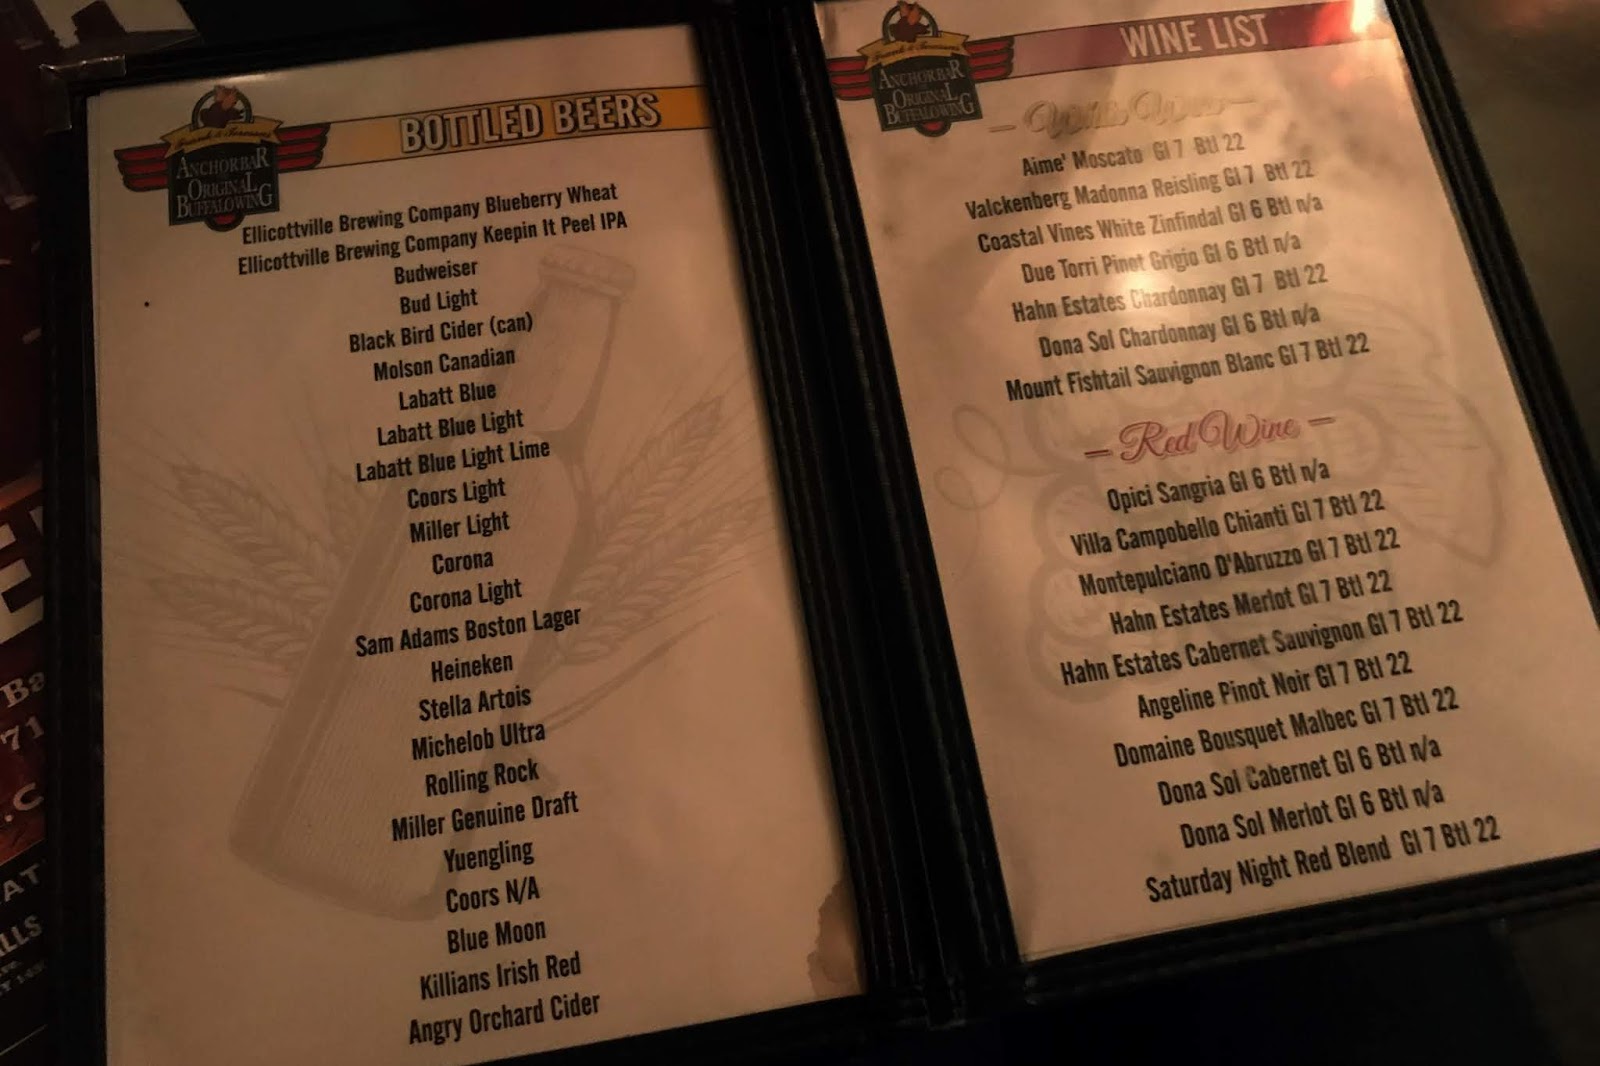 Frank & Teressa's
ANCHOR BAR
ORIGINAL
BUFFALO WING
BOTTLED BEERS
Ellicottville Brewing Company Blueberry Wheat
Ellicottville Brewing Company Keepin It Peel IPA
Budweiser
Bud Light
Black Bird Cider (can)
Molson Canadian
Labatt Blue
Labatt Blue Light
Labatt Blue Light Lime
Coors Light
Miller Light
Corona
Corona Light
Sam Adams Boston Lager
Heineken
Stella Artois
Michelob Ultra
Rolling Rock
Miller Genuine Draft
Yuengling
Coors N/A
Blue Moon
Killians Irish Red
Angry Orchard Cider
Frank & Teressa's
ANCHOR BAR
ORIGINAL
BUFFALO WING
WINE LIST
– White Wine –
Aime' Moscato Gl 7 Btl 22
Valckenberg Madonna Reisling Gl 7 Btl 22
Coastal Vines White Zinfindal Gl 6 Btl n/a
Due Torri Pinot Grigio Gl 6 Btl n/a
Hahn Estates Chardonnay Gl 7 Btl 22
Dona Sol Chardonnay Gl 6 Btl n/a
Mount Fishtail Sauvignon Blanc Gl 7 Btl 22
– Red Wine –
Opici Sangria Gl 6 Btl n/a
Villa Campobello Chianti Gl 7 Btl 22
Montepulciano D'Abruzzo Gl 7 Btl 22
Hahn Estates Merlot Gl 7 Btl 22
Hahn Estates Cabernet Sauvignon Gl 7 Btl 22
Angeline Pinot Noir Gl 7 Btl 22
Domaine Bousquet Malbec Gl 7 Btl 22
Dona Sol Cabernet Gl 6 Btl n/a
Dona Sol Merlot Gl 6 Btl n/a
Saturday Night Red Blend Gl 7 Btl 22